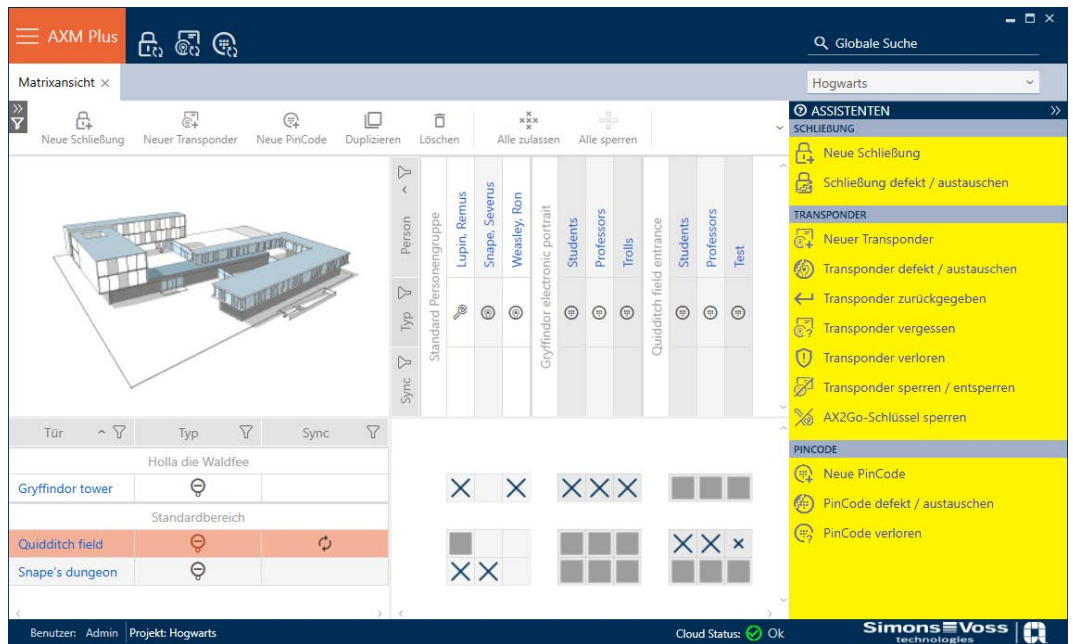 AXM Plus
Globale Suche
Matrixansicht
Hogwarts
Neue Schließung
Neuer Transponder
Neue PinCode
Duplizieren
Löschen
Alle zulassen
Alle sperren
ASSISTENTEN
SCHLIEßUNG
Neue Schließung
Schließung defekt / austauschen
TRANSPONDER
Neuer Transponder
Transponder defekt / austauschen
Transponder zurückgegeben
Transponder vergessen
Transponder verloren
Transponder sperren / entsperren
AX2Go-Schlüssel sperren
PINCODE
Neue PinCode
PinCode defekt / austauschen
PinCode verloren
Person
Typ
Sync
Standard Personengruppe
Lupin, Remus
Snape, Severus
Weasley, Ron
Gryffindor electronic portrait
Students
Professors
Trolls
Quidditch field entrance
Students
Professors
Test
Tür Typ Sync
Holla die Waldfee
Gryffindor tower
Standardbereich
Quidditch field
Snape's dungeon
Benutzer: Admin Projekt: Hogwarts
Cloud Status: Ok
SimonsVoss
technologies